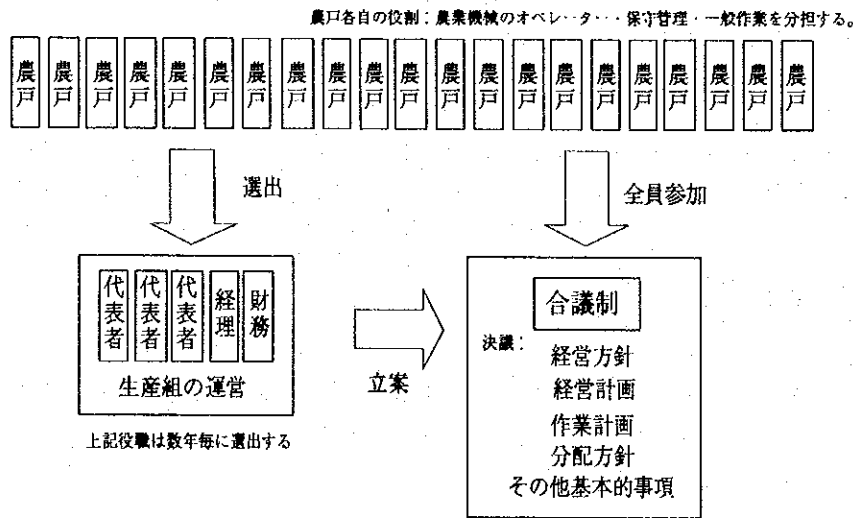 農戸各自の役割：農業機械のオペレーター・保守管理・一般作業を分担する。
農戸 農戸 農戸 農戸 農戸 農戸 農戸 農戸 農戸 農戸 農戸 農戸 農戸 農戸 農戸 農戸 農戸 農戸 農戸 農戸 農戸
選出
全員参加
代表者 代表者 代表者 経理 財務
生産組の運営
上記役職は数年毎に選出する
立案
合議制
決議：
経営方針
経営計画
作業計画
分配方針
その他基本的事項